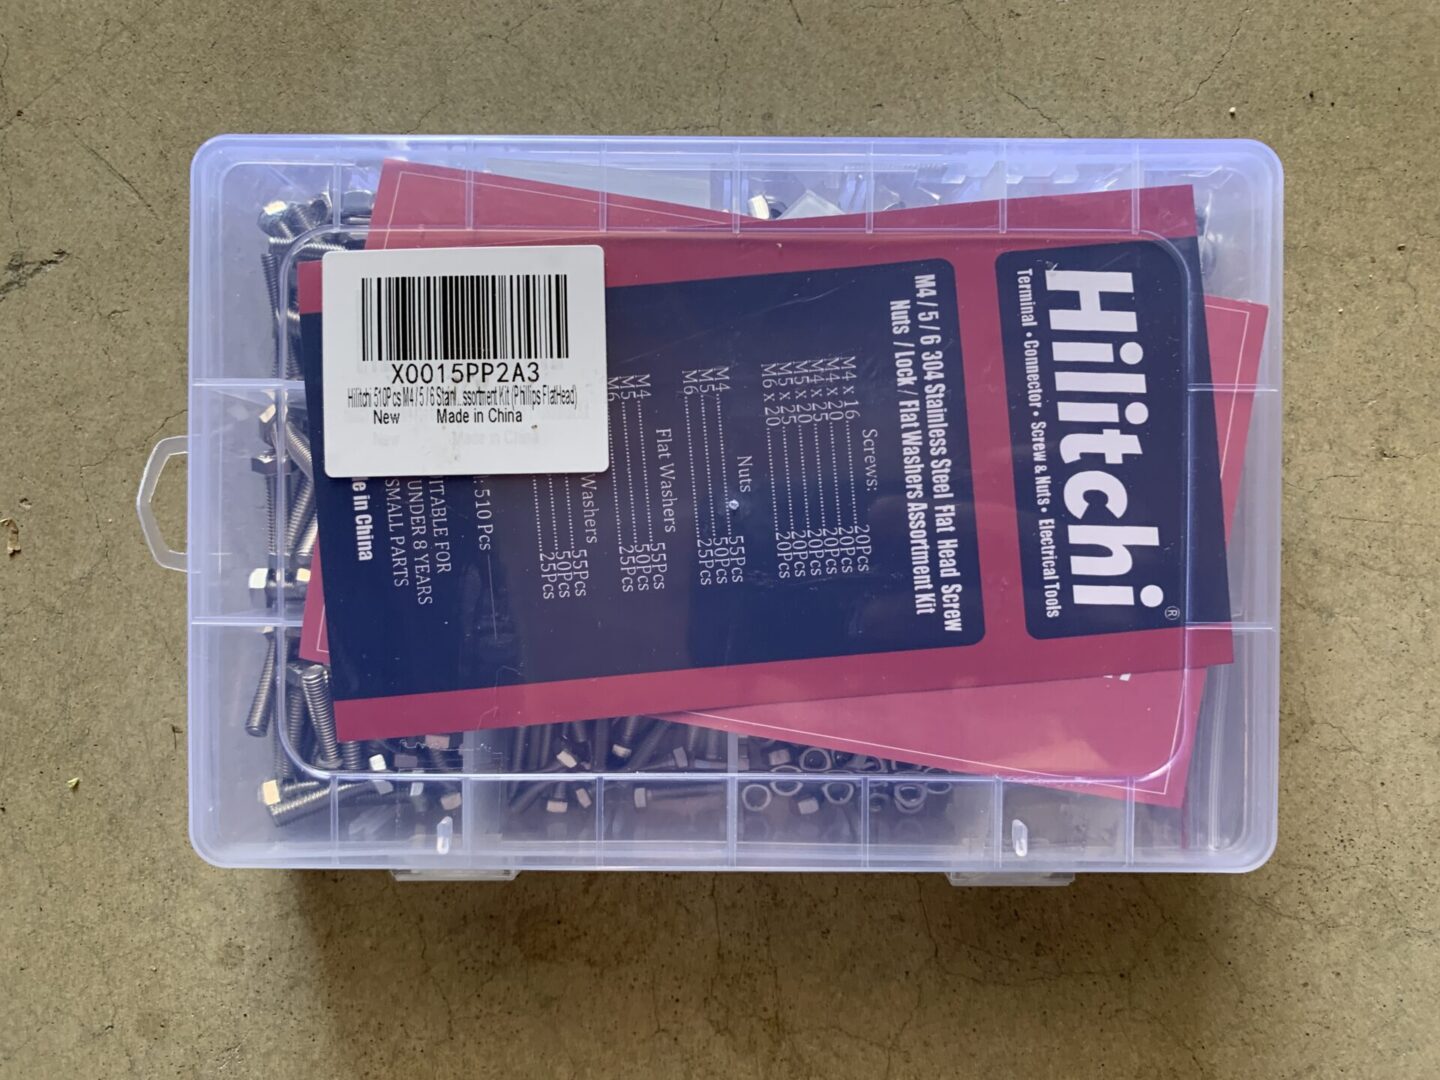 Hilitchi®
Terminal • Connector • Screw & Nuts • Electrical Tools
M4 / 5 / 6 304 Stainless Steel Flat Head Screw
Nuts / Lock / Flat Washers Assortment Kit
Screws:
M4 x 16........................20Pcs
M4 x 20........................20Pcs
M4 x 25........................20Pcs
M5 x 20........................20Pcs
M5 x 25........................20Pcs
M6 x 20........................20Pcs
Nuts
M4................................55Pcs
M5................................50Pcs
M6................................25Pcs
Flat Washers
M4................................55Pcs
M5................................50Pcs
M6................................25Pcs
Washers
55Pcs
50Pcs
25Pcs
: 510 Pcs
ITABLE FOR
UNDER 8 YEARS
SMALL PARTS
in China
X0015PP2A3
Hilitchi 510Pcs M4/5/6 Stainl...ssortment Kit (Phillips FlatHead)
New Made in China